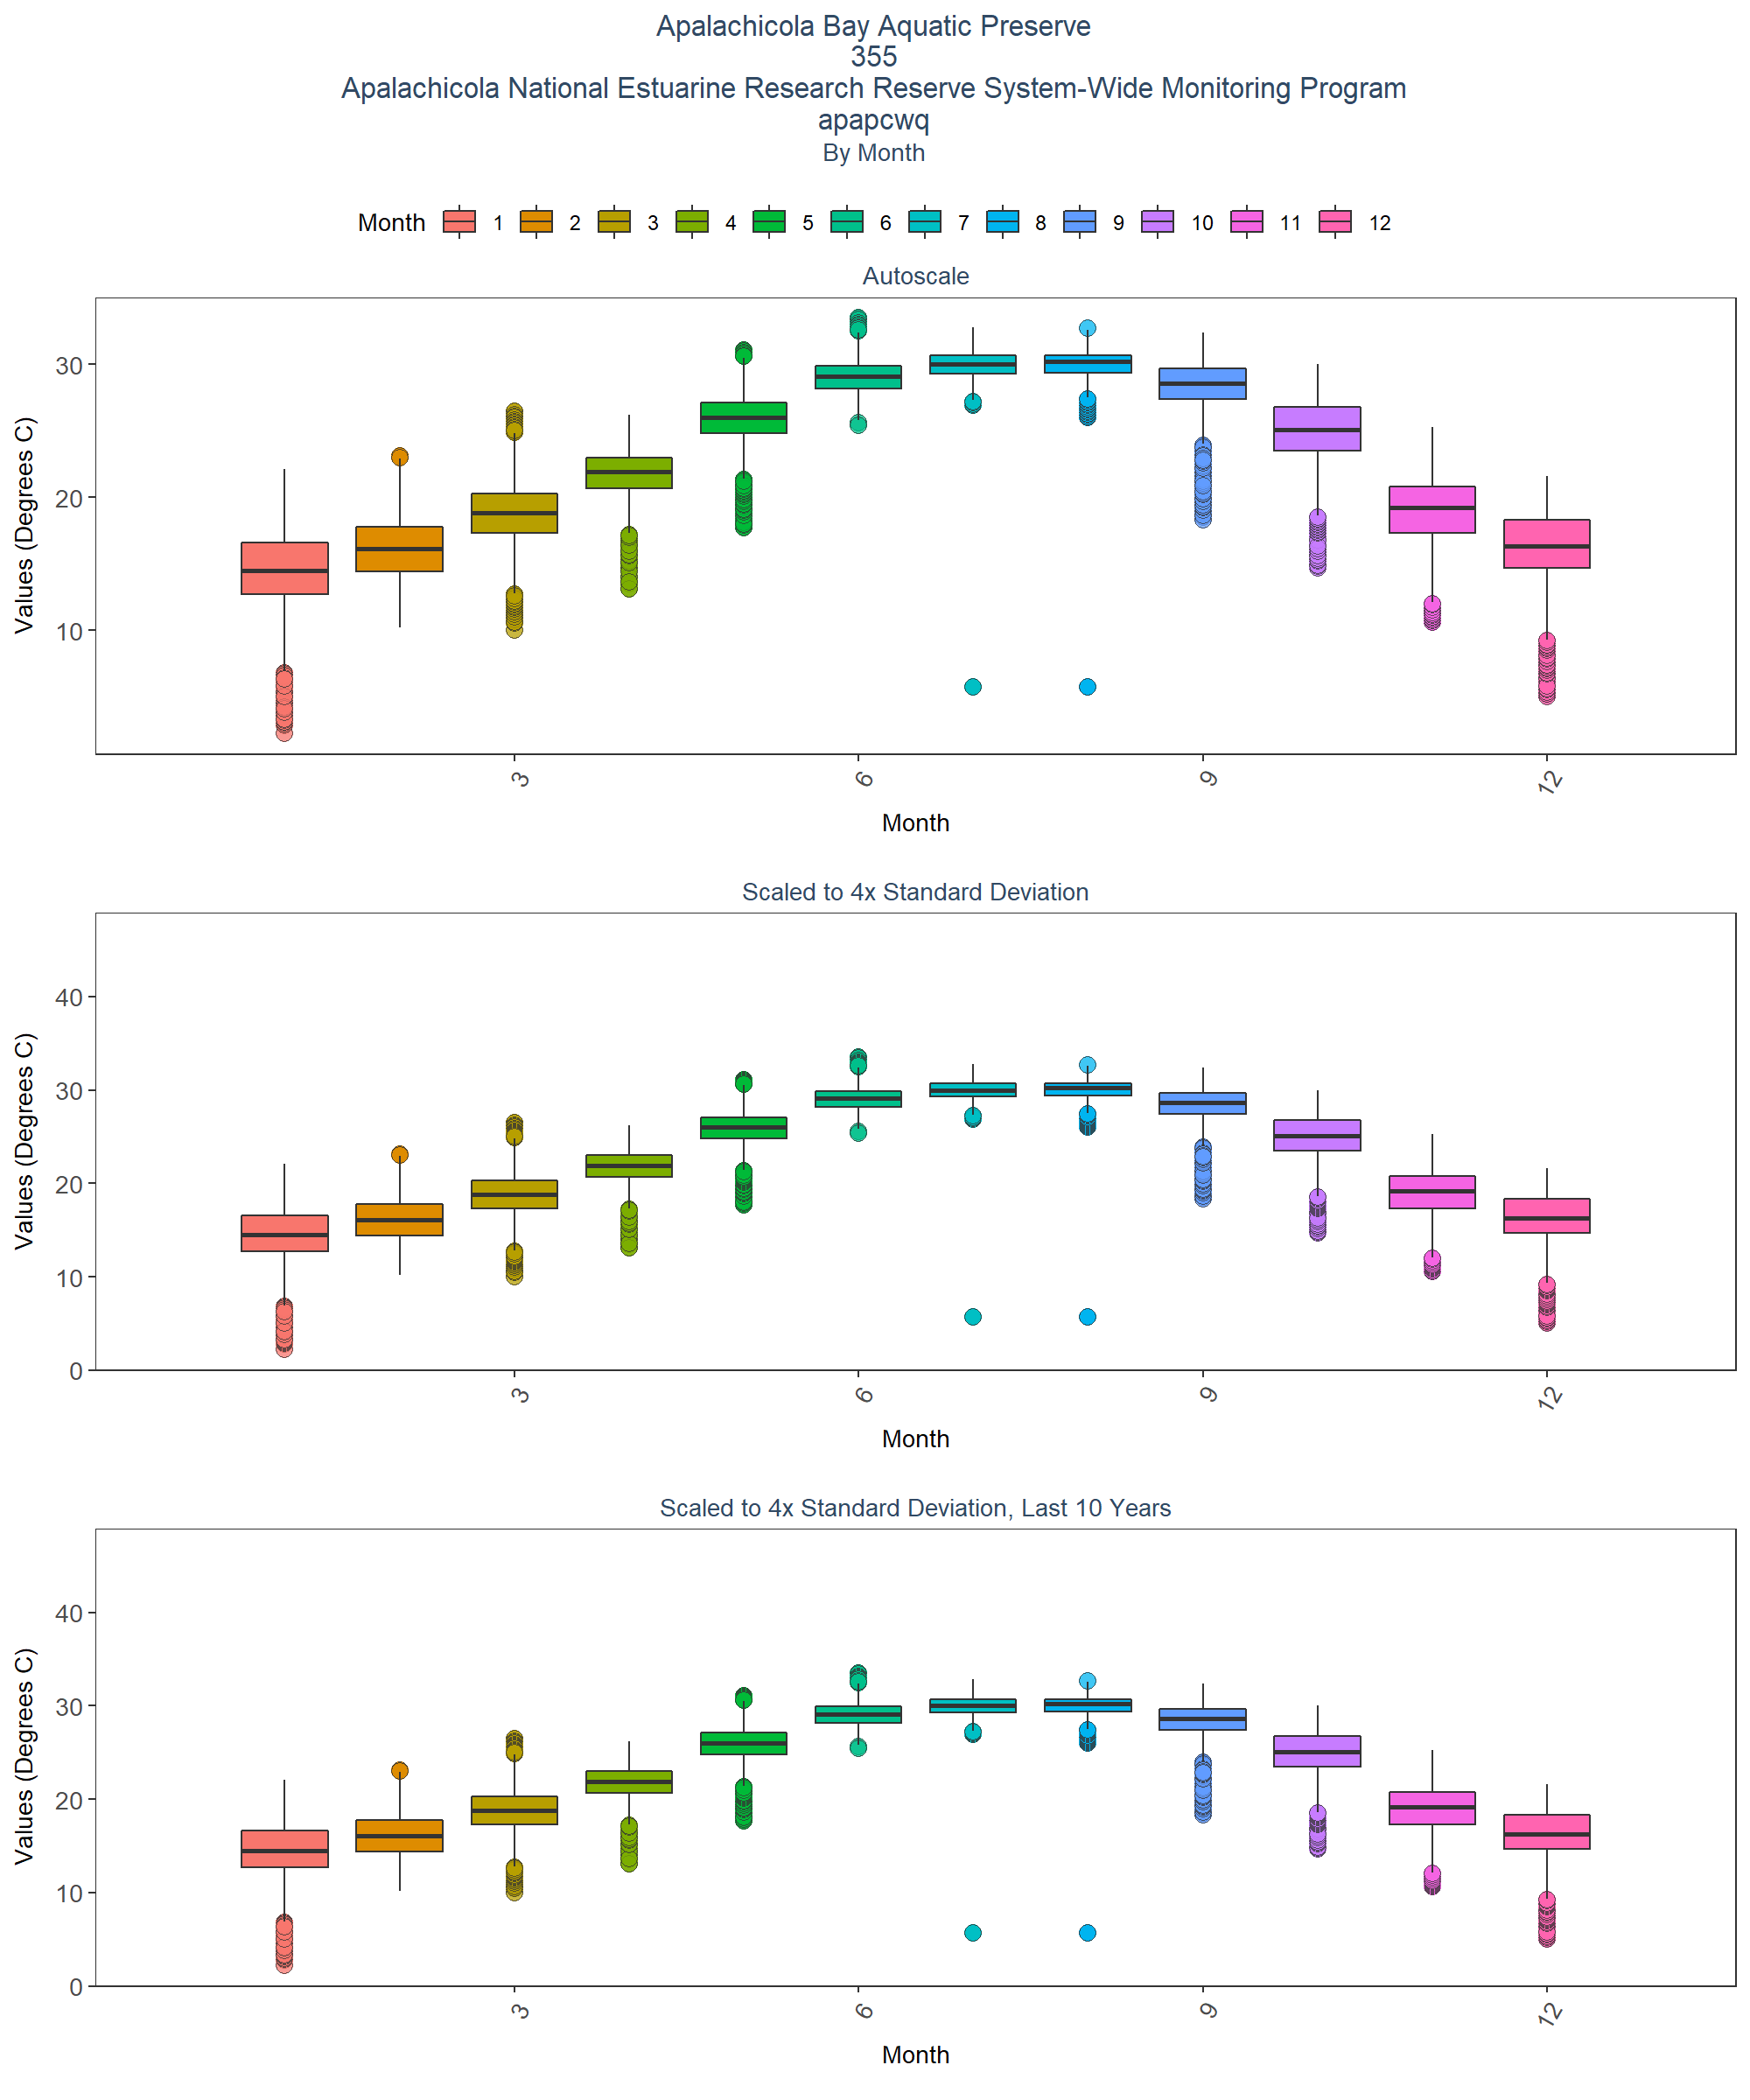 Apalachicola Bay Aquatic Preserve
355
Apalachicola National Estuarine Research Reserve System-Wide Monitoring Program
apapcwq
By Month
Month 1 2 3 4 5 6 7 8 9 10 11 12
Autoscale
Values (Degrees C)
30
20
10
3 6 9 12
Month
Scaled to 4x Standard Deviation
Values (Degrees C)
40
30
20
10
0
3 6 9 12
Month
Scaled to 4x Standard Deviation, Last 10 Years
Values (Degrees C)
40
30
20
10
0
3 6 9 12
Month